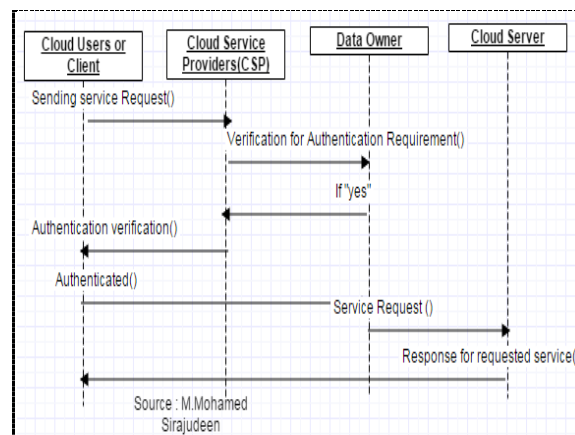 Cloud Users or
Client
Cloud Service
Providers(CSP)
Data Owner
Cloud Server
Sending service Request()
Verification for Authentication Requirement()
If "yes"
Authentication verification()
Authenticated()
Service Request ()
Response for requested service(
Source : M.Mohamed
Sirajudeen